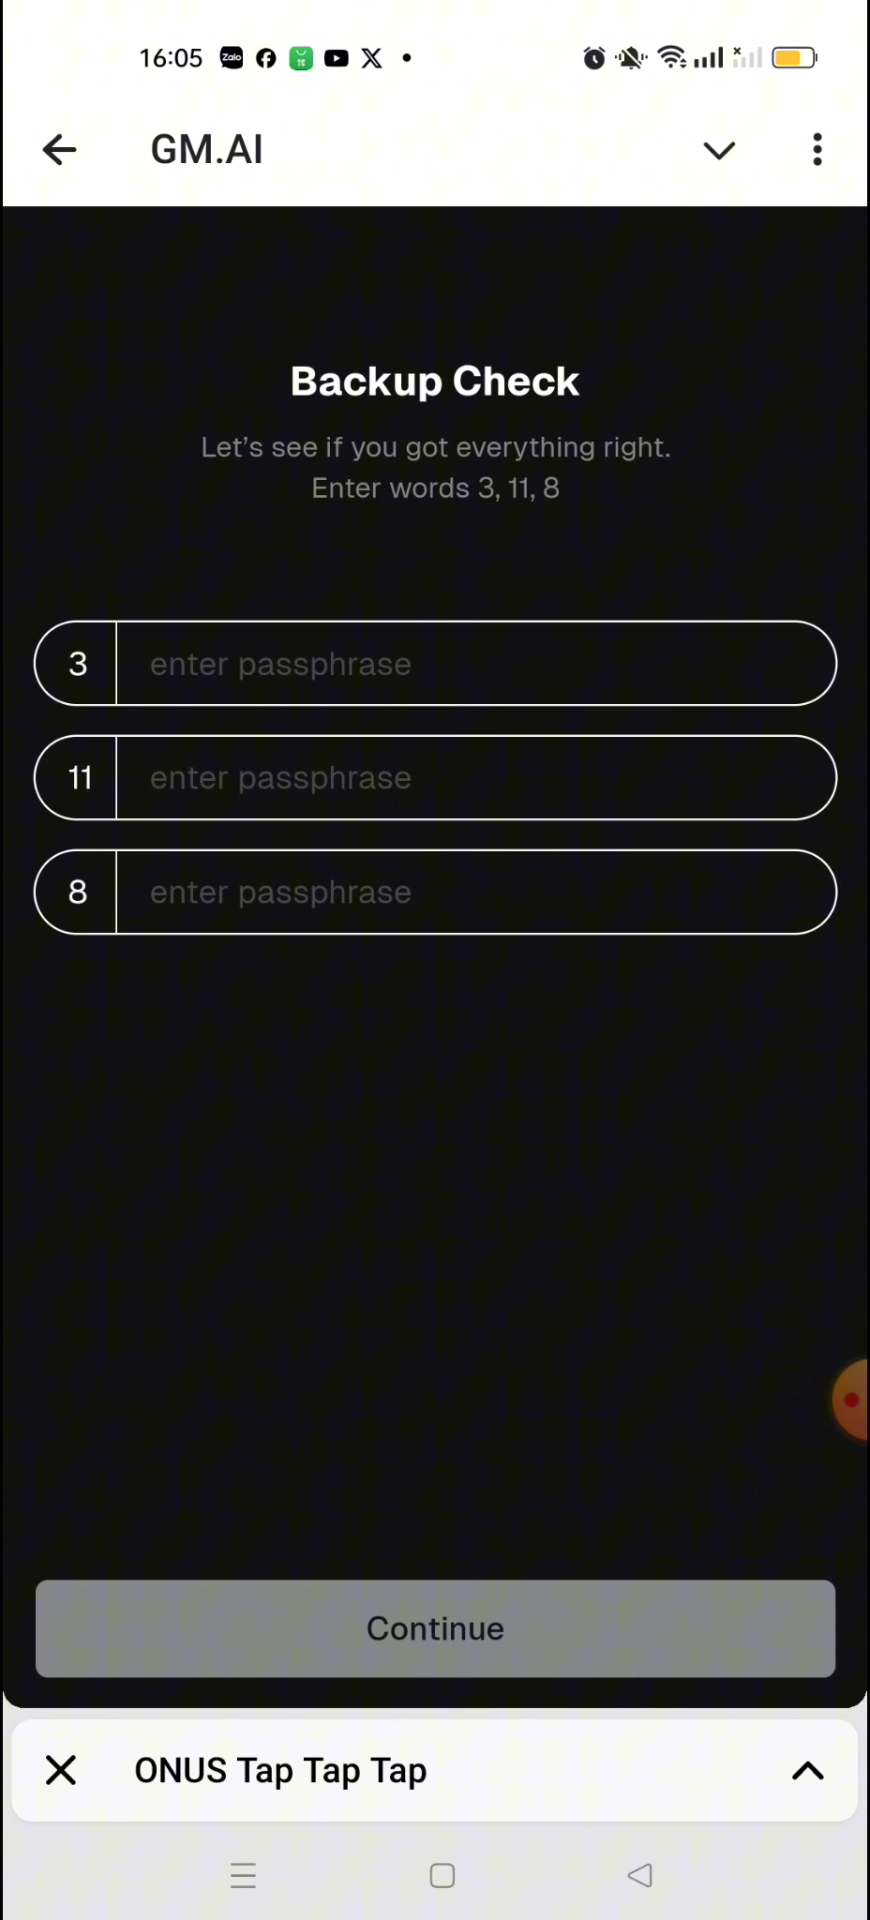 16:05 Zalo
GM.AI
Backup Check
Let’s see if you got everything right.
Enter words 3, 11, 8
3 enter passphrase
11 enter passphrase
8 enter passphrase
Continue
ONUS Tap Tap Tap